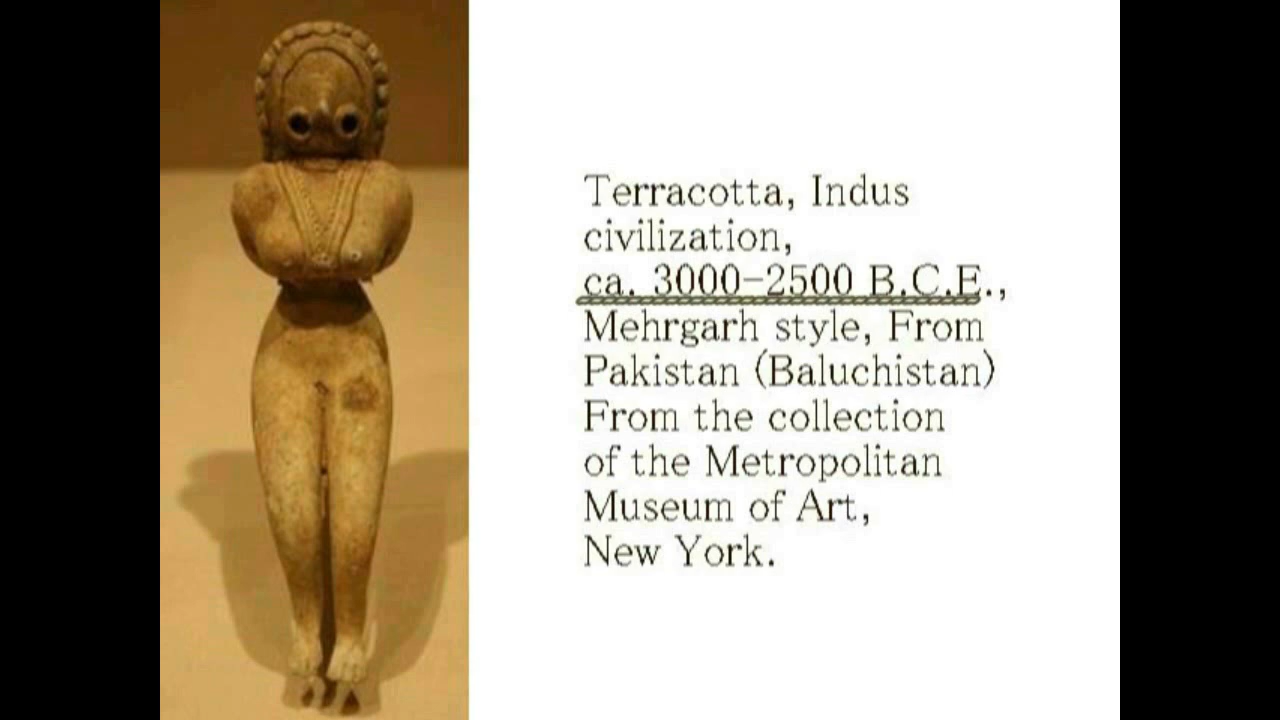 Terracotta, Indus
civilization,
ca. 3000-2500 B.C.E.,
Mehrgarh style, From
Pakistan (Baluchistan)
From the collection
of the Metropolitan
Museum of Art,
New York.